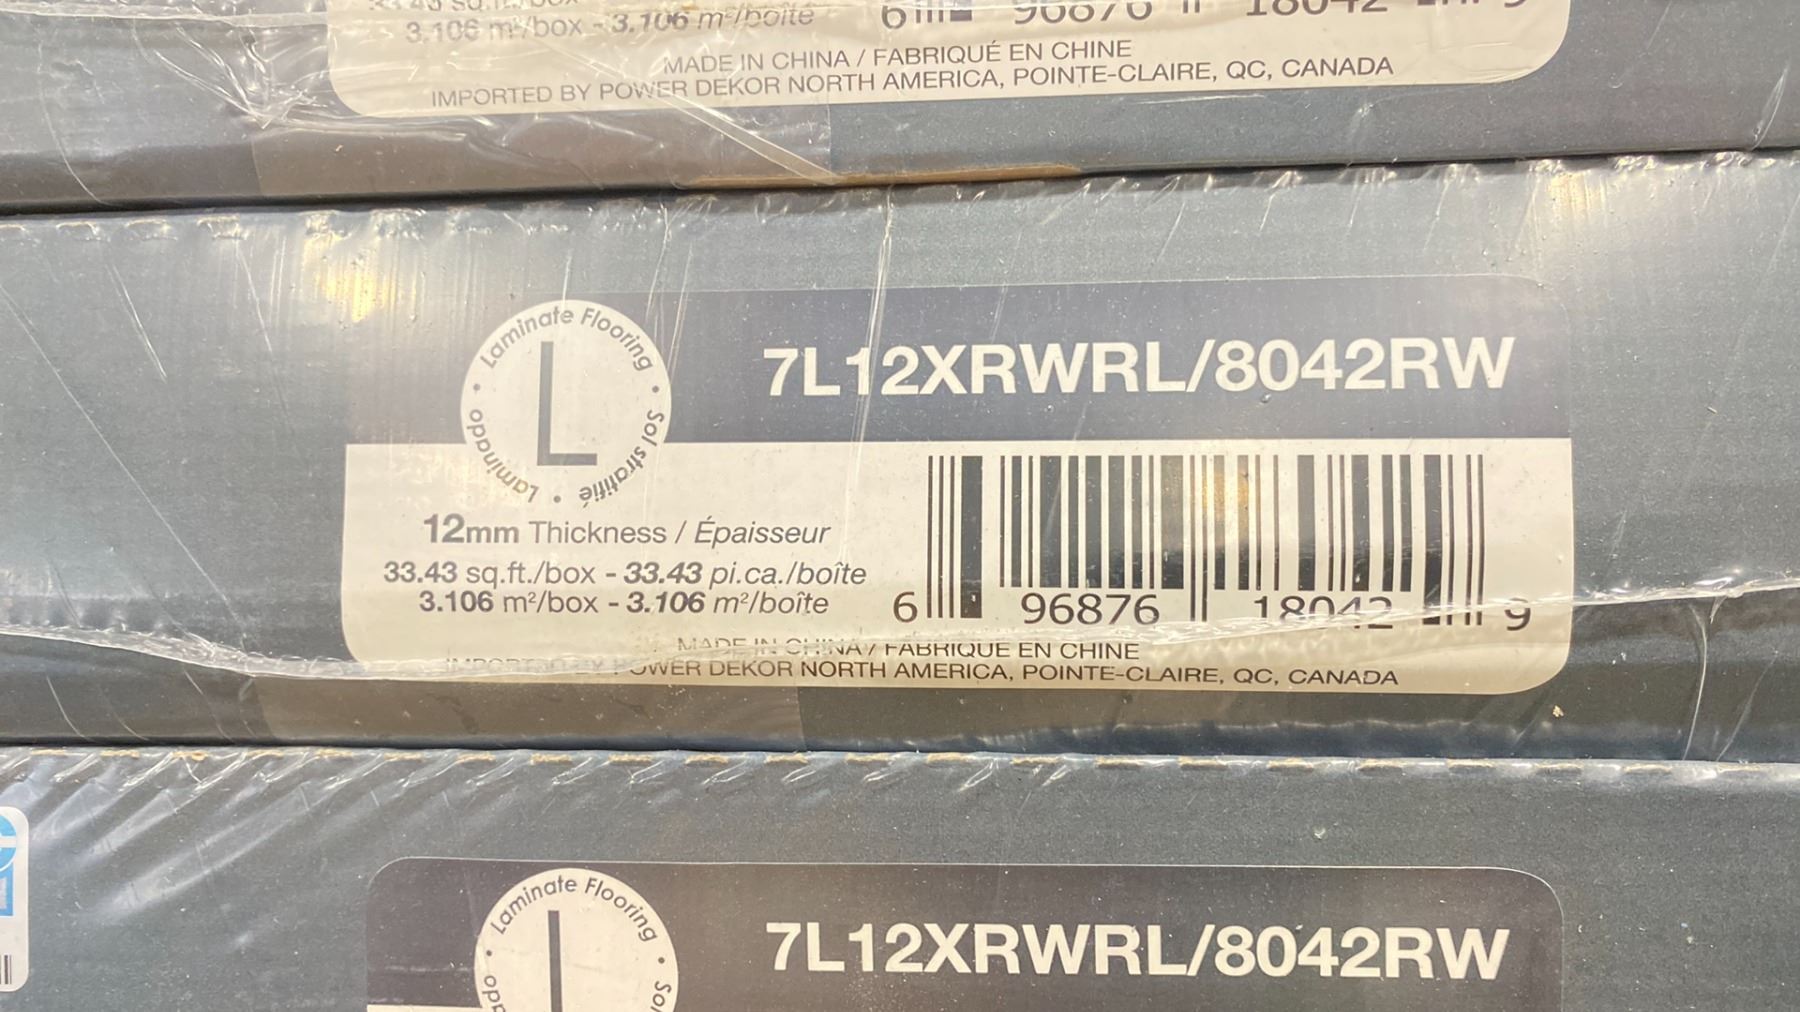 3.106 m²/box - 3.106 m²/boîte
MADE IN CHINA / FABRIQUÉ EN CHINE
IMPORTED BY POWER DEKOR NORTH AMERICA, POINTE-CLAIRE, QC, CANADA
• Laminate Flooring • Sol stratifié • Laminado
L
7L12XRWRL/8042RW
12mm Thickness / Épaisseur
33.43 sq.ft./box - 33.43 pi.ca./boîte
3.106 m²/box - 3.106 m²/boîte
6 96876 18042 9
MADE IN CHINA / FABRIQUÉ EN CHINE
IMPORTED BY POWER DEKOR NORTH AMERICA, POINTE-CLAIRE, QC, CANADA
• Laminate Flooring •
L
7L12XRWRL/8042RW